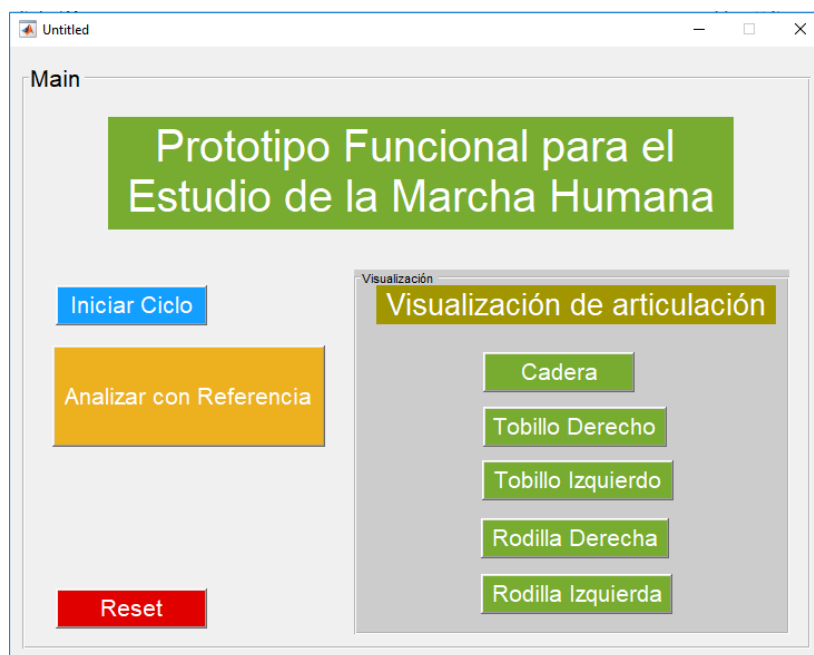 Untitled
Main
Prototipo Funcional para el
Estudio de la Marcha Humana
Iniciar Ciclo
Analizar con Referencia
Reset
Visualización
Visualización de articulación
Cadera
Tobillo Derecho
Tobillo Izquierdo
Rodilla Derecha
Rodilla Izquierda